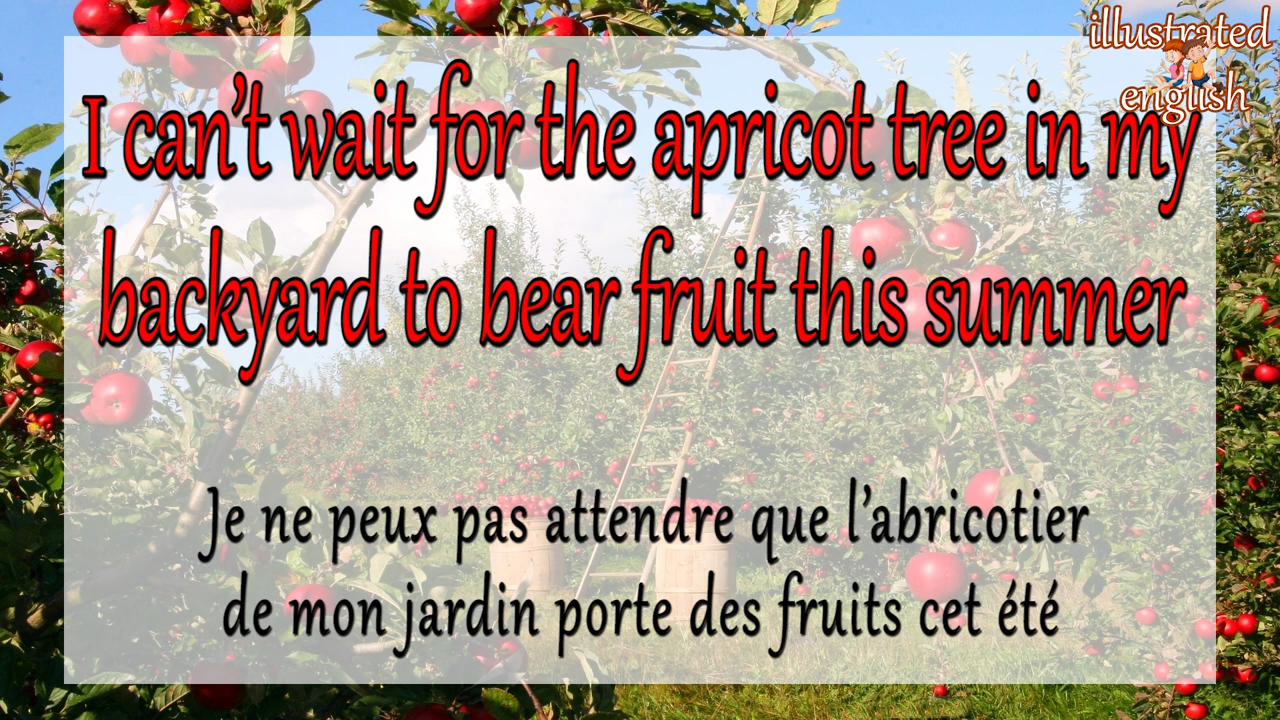 illustrated
english
I can't wait for the apricot tree in my
backyard to bear fruit this summer
Je ne peux pas attendre que l'abricotier
de mon jardin porte des fruits cet été